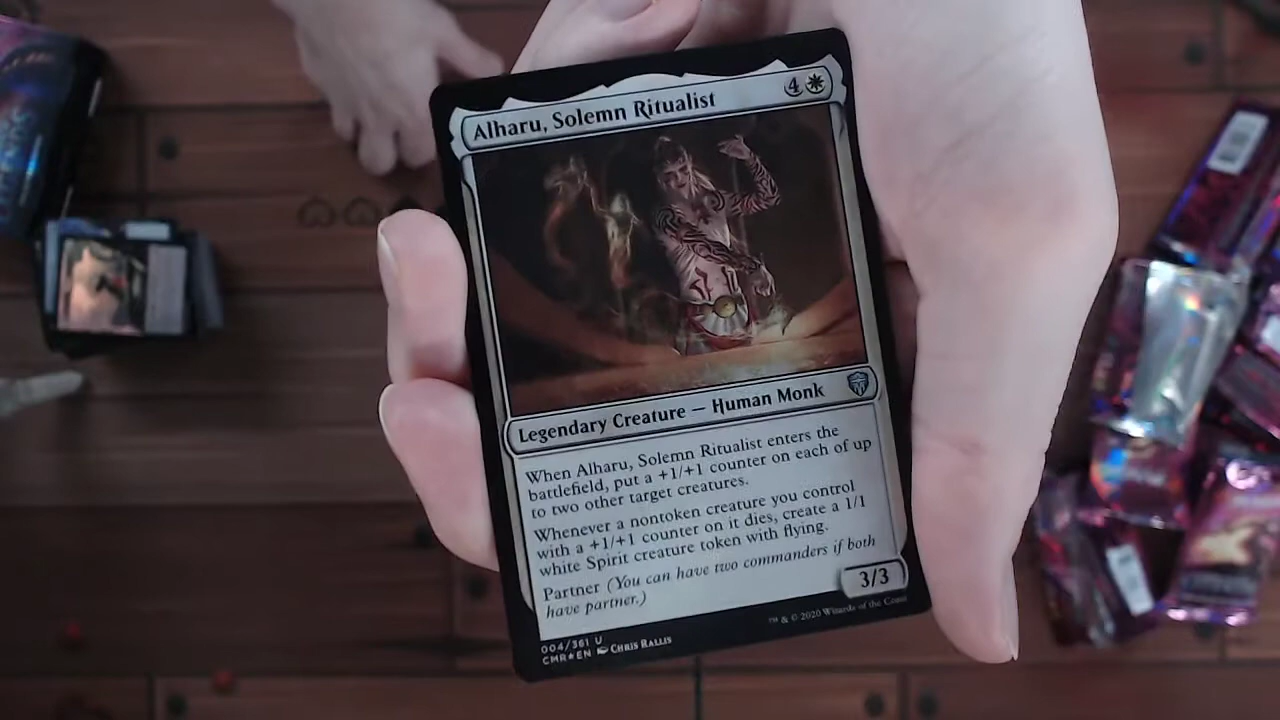 Alharu, Solemn Ritualist 4
Legendary Creature — Human Monk
When Alharu, Solemn Ritualist enters the
battlefield, put a +1/+1 counter on each of up
to two other target creatures.
Whenever a nontoken creature you control
with a +1/+1 counter on it dies, create a 1/1
white Spirit creature token with flying.
Partner (You can have two commanders if both
have partner.)
3/3
004/361 U
CMR★EN Chris Rallis
™ & © 2020 Wizards of the Coast